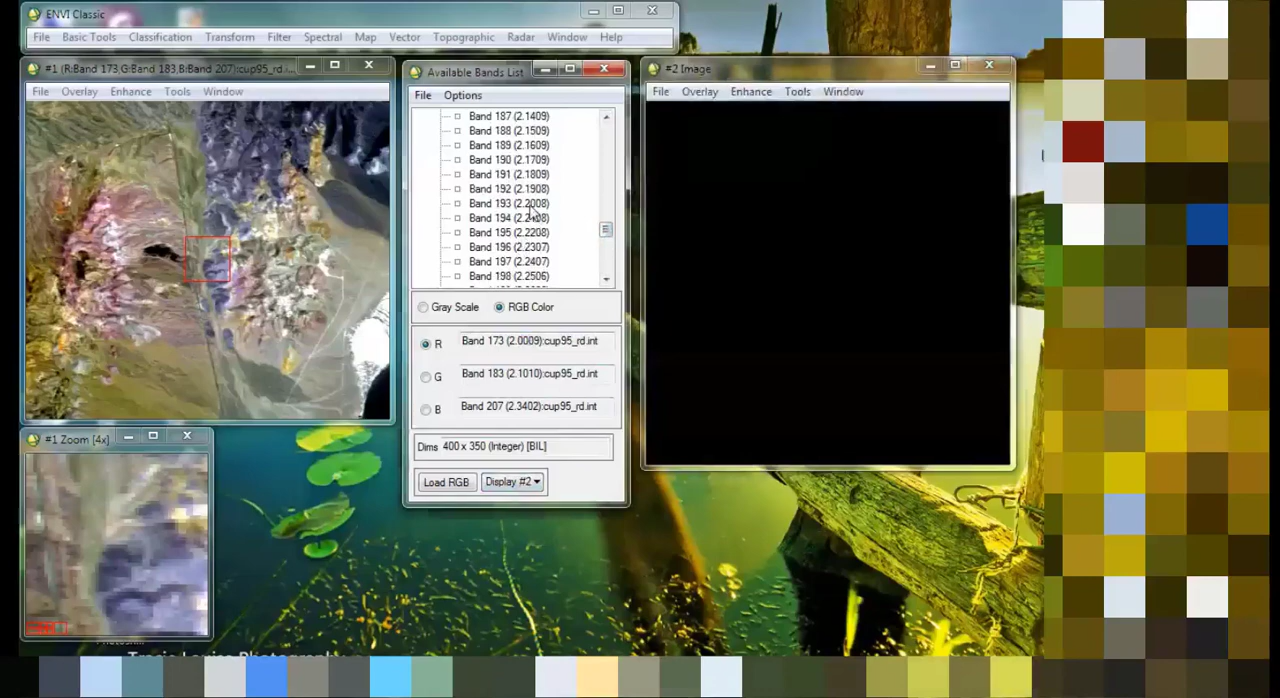 ENVI Classic
File Basic Tools Classification Transform Filter Spectral Map Vector Topographic Radar Window Help
#1 (R:Band 173,G:Band 183,B:Band 207):cup95_rd.i...
File Overlay Enhance Tools Window
Available Bands List
File Options
Band 187 (2.1409)
Band 188 (2.1509)
Band 189 (2.1609)
Band 190 (2.1709)
Band 191 (2.1809)
Band 192 (2.1908)
Band 193 (2.2008)
Band 194
Band 195 (2.2208)
Band 196 (2.2307)
Band 197 (2.2407)
Band 198 (2.2506)
Gray Scale RGB Color
R Band 173 (2.0009):cup95_rd.int
G Band 183 (2.1010):cup95_rd.int
B Band 207 (2.3402):cup95_rd.int
Dims 400 x 350 (Integer) [BIL]
Load RGB Display #2
#2 Image
File Overlay Enhance Tools Window
#1 Zoom [4x]